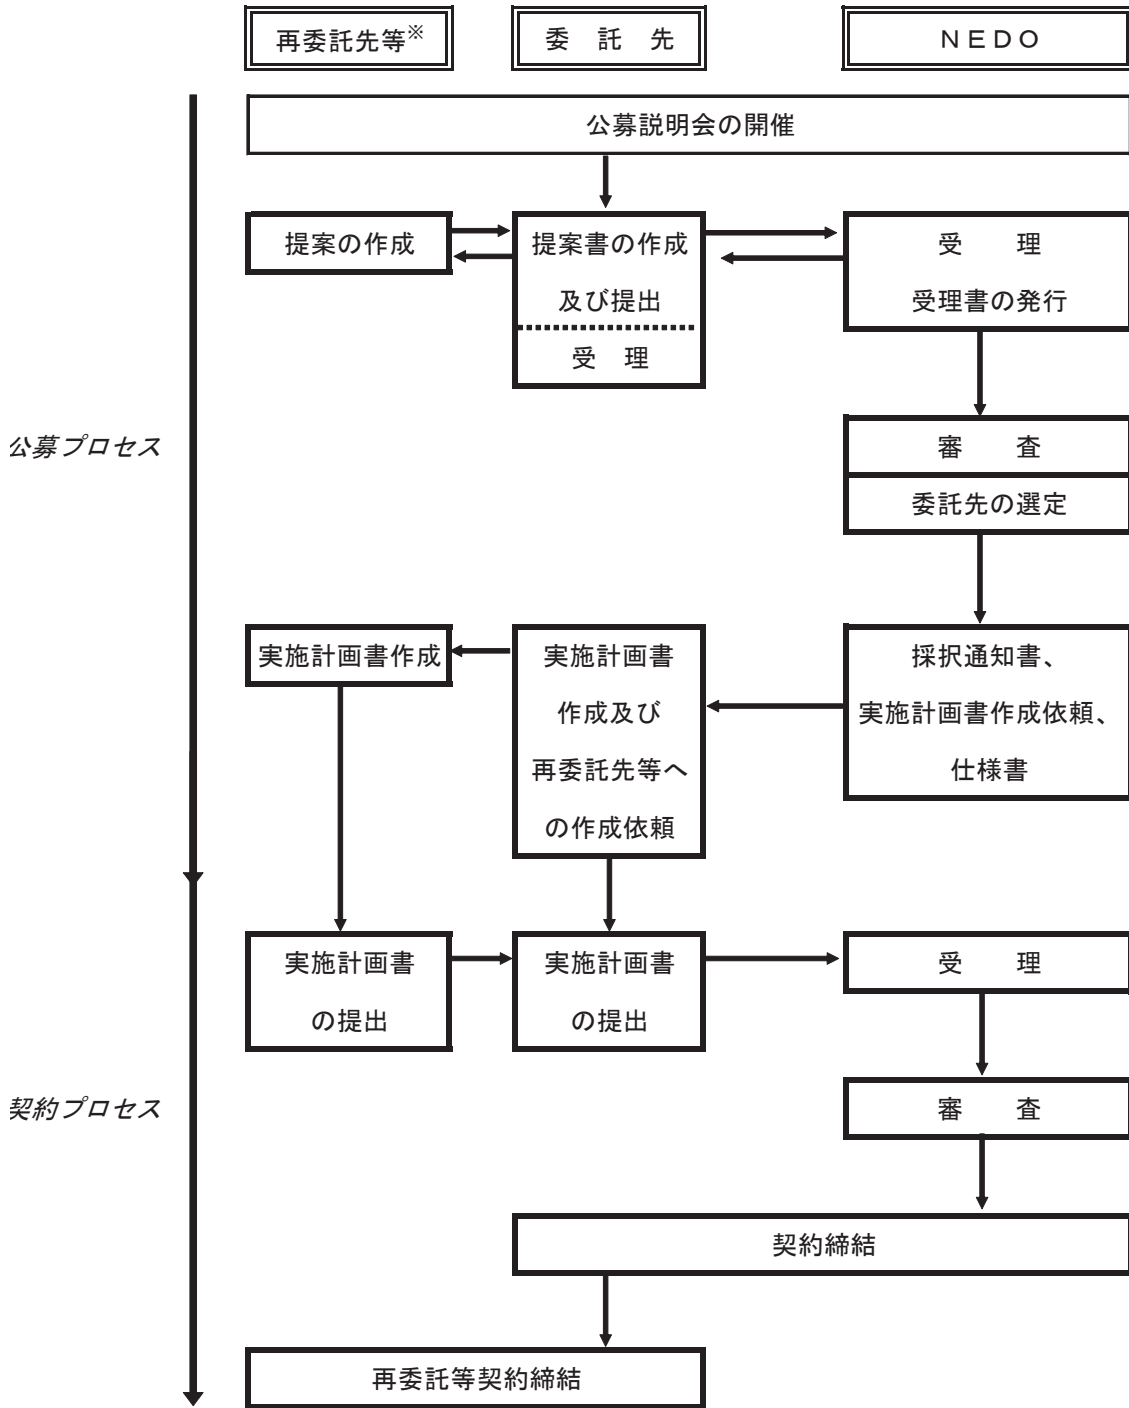 再委託先等※
委 託 先
ＮＥＤＯ
公募説明会の開催
提案の作成
提案書の作成
及び提出
受 理
受 理
受理書の発行
公募プロセス
審 査
委託先の選定
実施計画書作成
実施計画書
作成及び
再委託先等へ
の作成依頼
採択通知書、
実施計画書作成依頼、
仕様書
実施計画書
の提出
実施計画書
の提出
受 理
契約プロセス
審 査
契約締結
再委託等契約締結